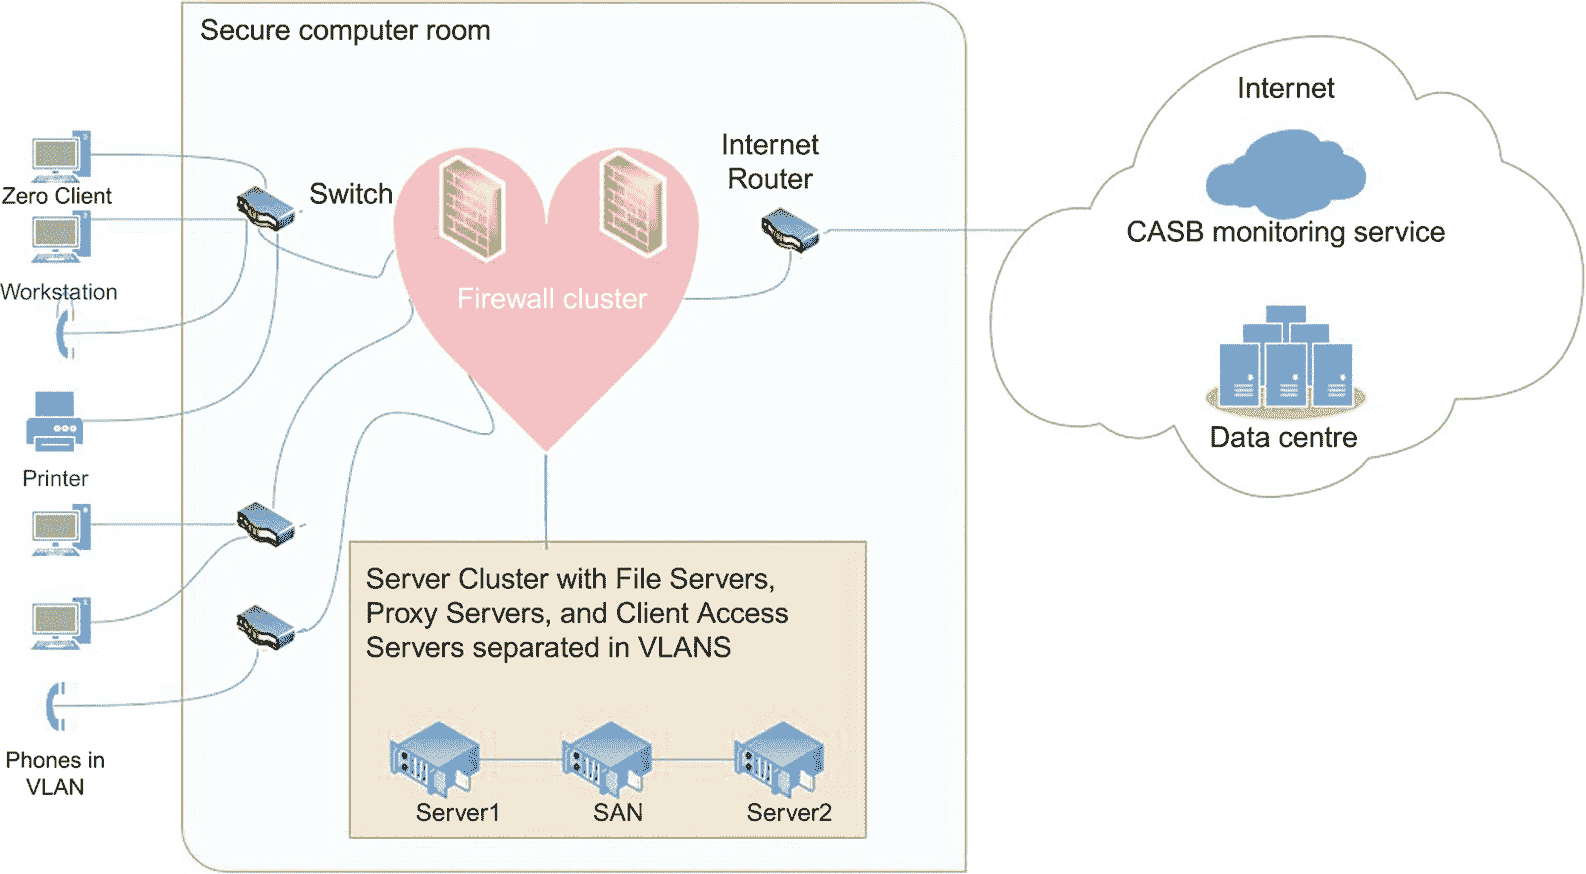 Secure computer room
Internet
Internet
Router
Zero Client
Switch
CASB monitoring service
Workstation
Firewall cluster
Data centre
Printer
Server Cluster with File Servers,
Proxy Servers, and Client Access
Servers separated in VLANS
Phones in
VLAN
Server1
SAN
Server2